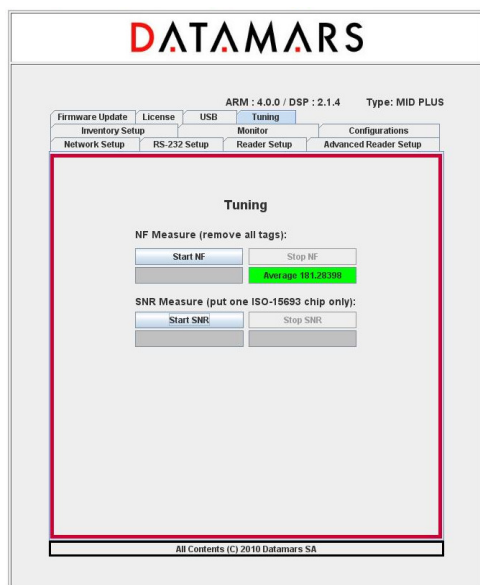 DATAMARS
ARM : 4.0.0 / DSP : 2.1.4 Type: MID PLUS
Firmware Update License USB Tuning
Inventory Setup Monitor Configurations
Network Setup RS-232 Setup Reader Setup Advanced Reader Setup
Tuning
NF Measure (remove all tags):
Start NF Stop NF
Average 181.28398
SNR Measure (put one ISO-15693 chip only):
Start SNR Stop SNR
All Contents (C) 2010 Datamars SA